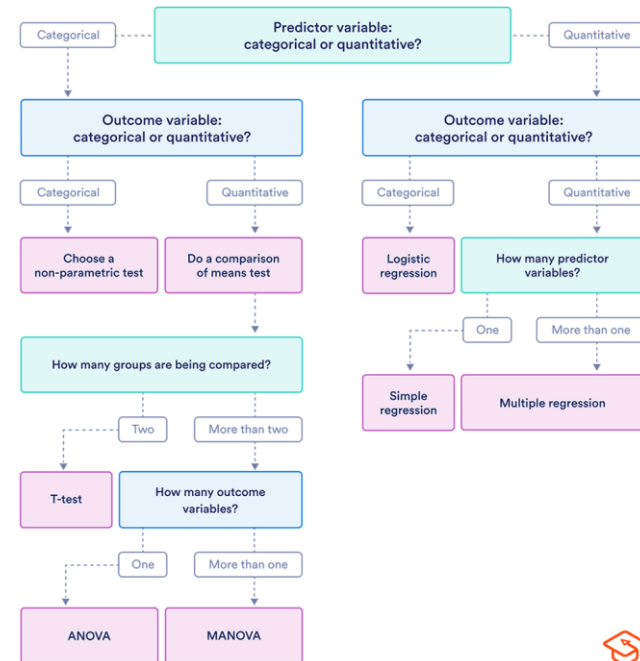 Predictor variable:
categorical or quantitative?
Categorical
Quantitative
Outcome variable:
categorical or quantitative?
Outcome variable:
categorical or quantitative?
Categorical
Quantitative
Categorical
Quantitative
Choose a
non-parametric test
Do a comparison
of means test
Logistic
regression
How many predictor
variables?
One
More than one
How many groups are being compared?
Simple
regression
Multiple regression
Two
More than two
T-test
How many outcome
variables?
One
More than one
ANOVA
MANOVA